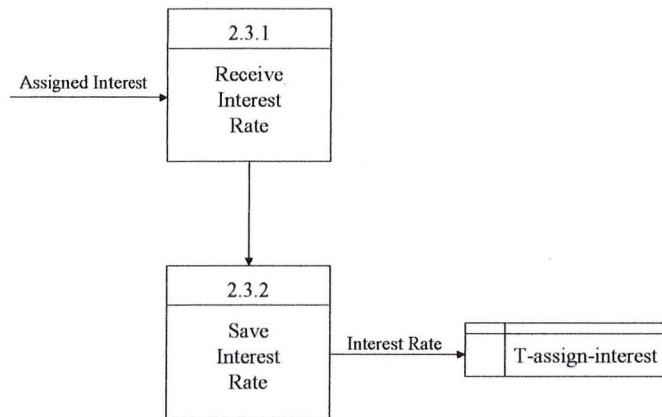 2.3.1
Assigned Interest
Receive
Interest
Rate
2.3.2
Save
Interest
Rate
Interest Rate
T-assign-interest